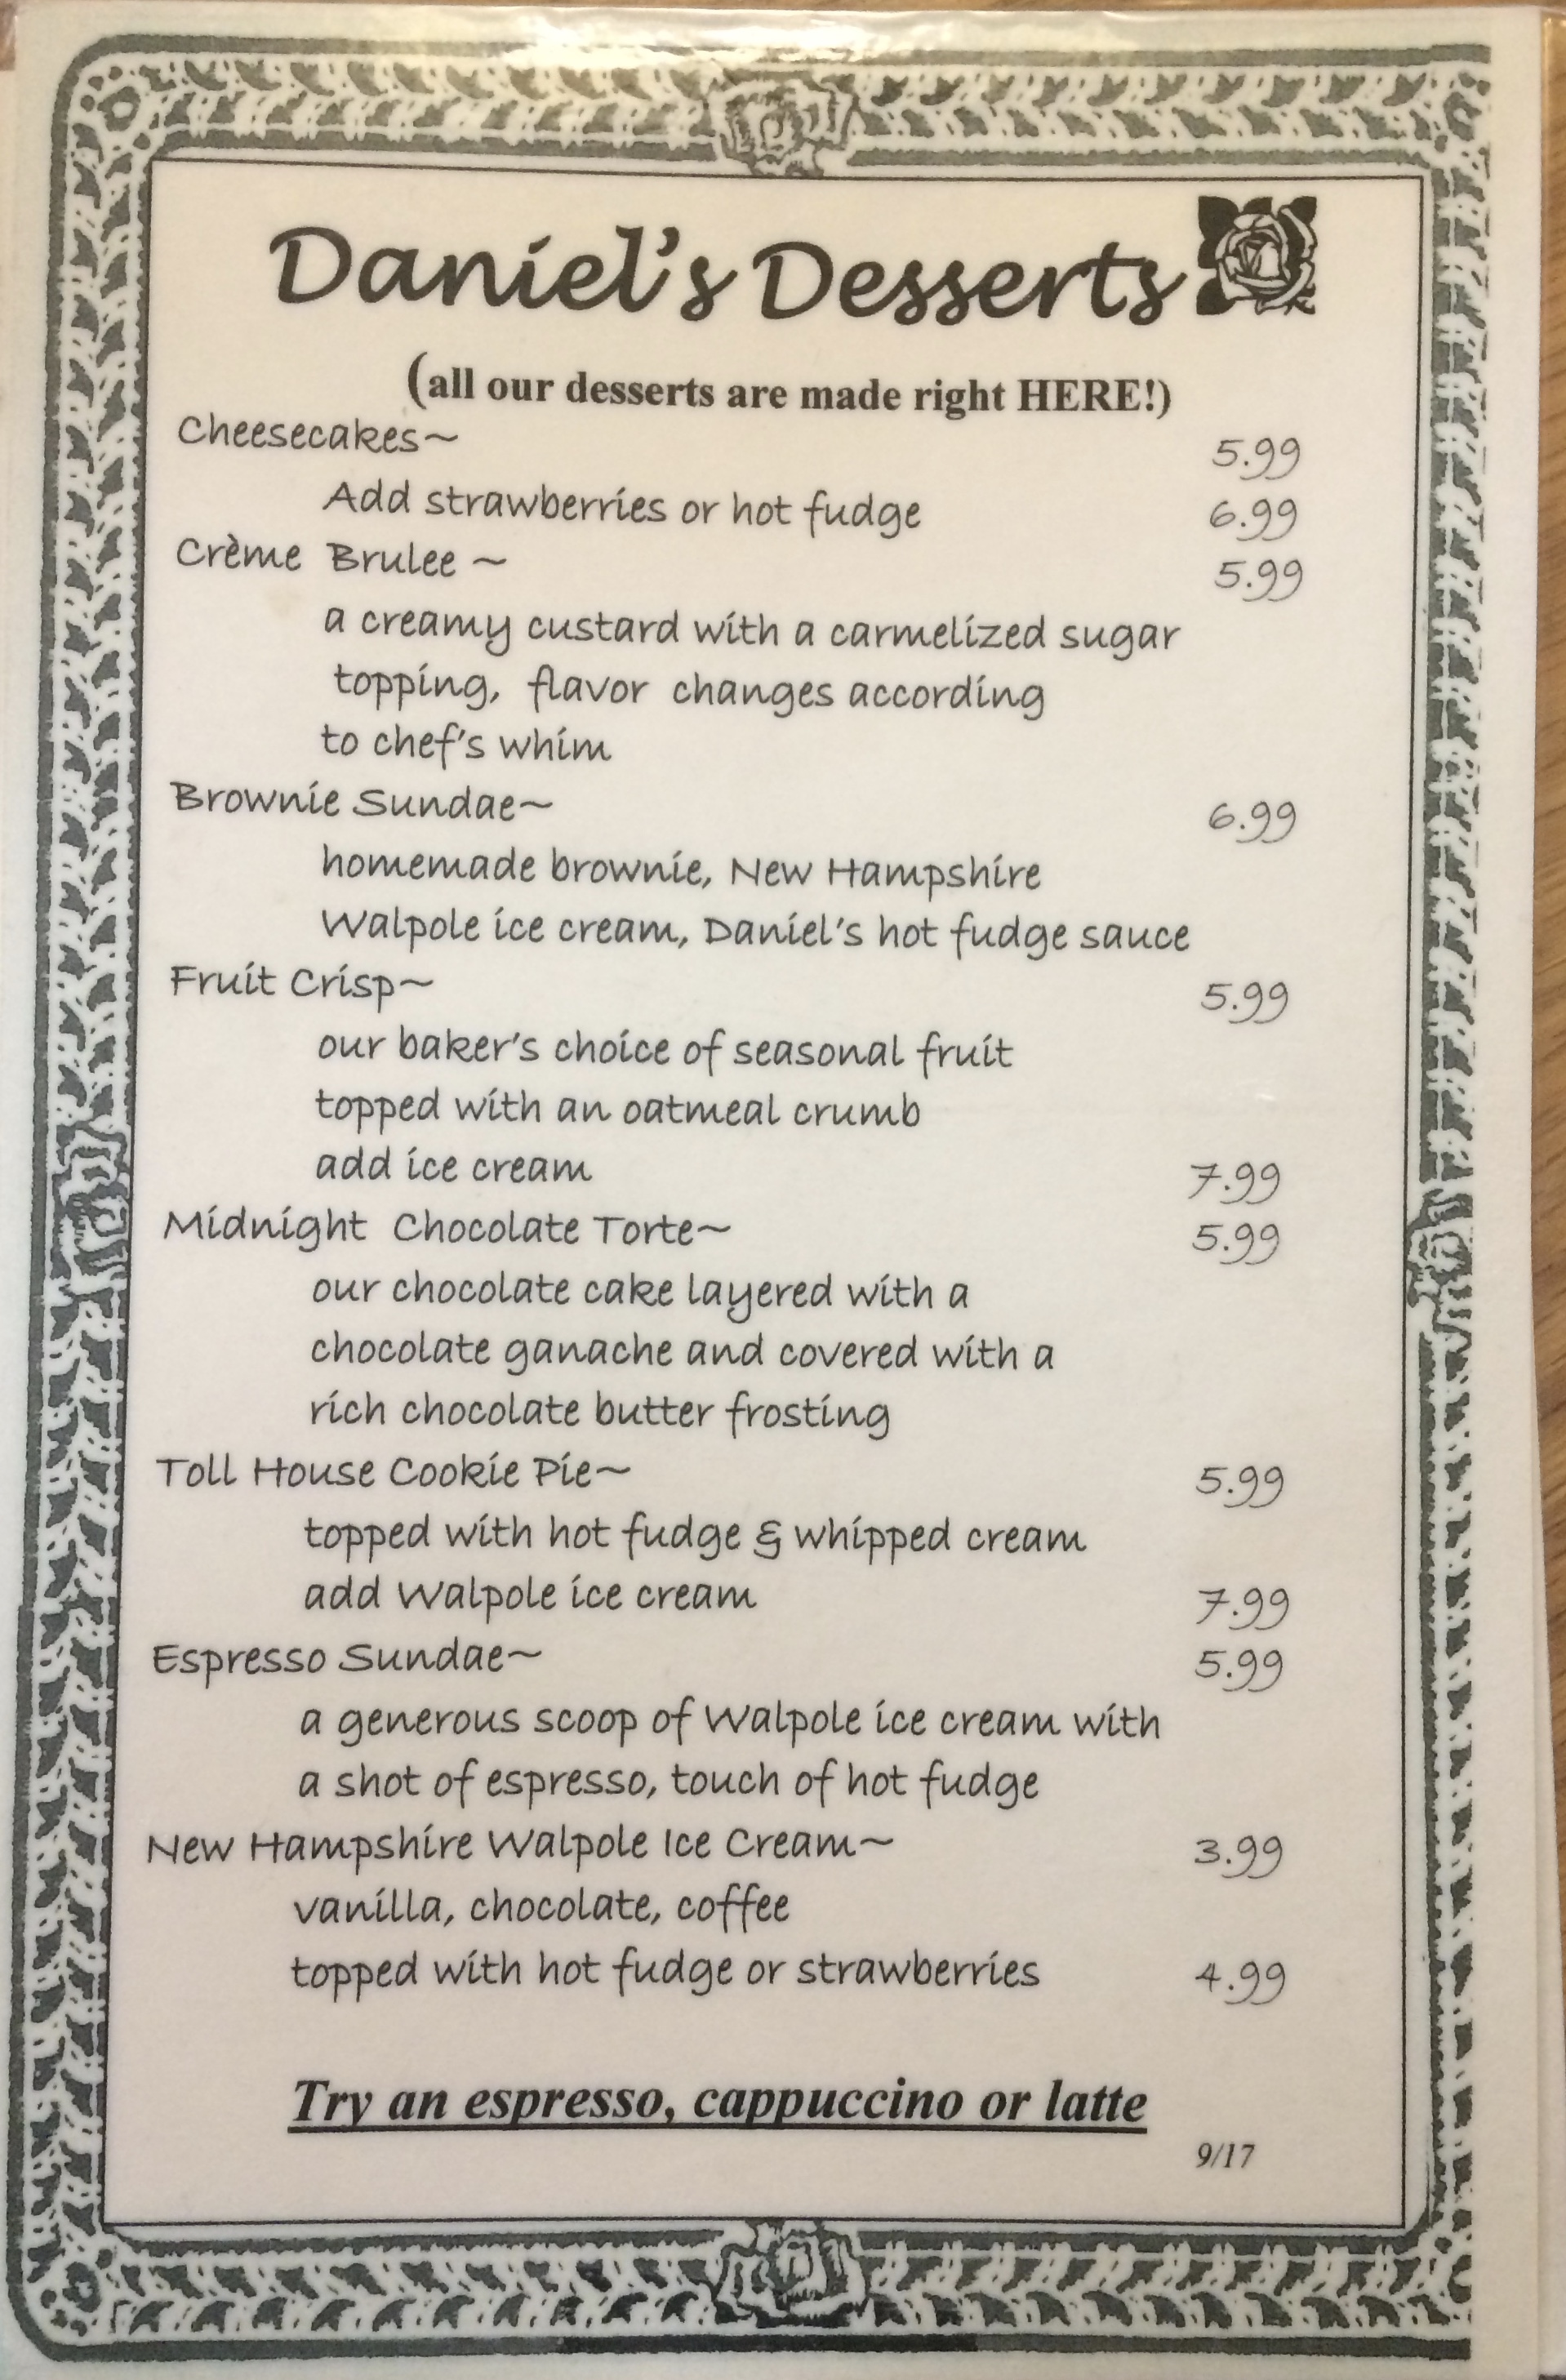 Daniel's Desserts
(all our desserts are made right HERE!)
Cheesecakes~ 5.99
Add strawberries or hot fudge 6.99
Crème Brulee ~ 5.99
a creamy custard with a carmelized sugar
topping, flavor changes according
to chef's whim
Brownie Sundae~ 6.99
homemade brownie, New Hampshire
Walpole ice cream, Daniel's hot fudge sauce
Fruit Crisp~ 5.99
our baker's choice of seasonal fruit
topped with an oatmeal crumb
add ice cream 7.99
Midnight Chocolate Torte~ 5.99
our chocolate cake layered with a
chocolate ganache and covered with a
rich chocolate butter frosting
Toll House Cookie Pie~ 5.99
topped with hot fudge & whipped cream
add Walpole ice cream 7.99
Espresso Sundae~ 5.99
a generous scoop of Walpole ice cream with
a shot of espresso, touch of hot fudge
New Hampshire Walpole Ice Cream~ 3.99
vanilla, chocolate, coffee
topped with hot fudge or strawberries 4.99
Try an espresso, cappuccino or latte
9/17